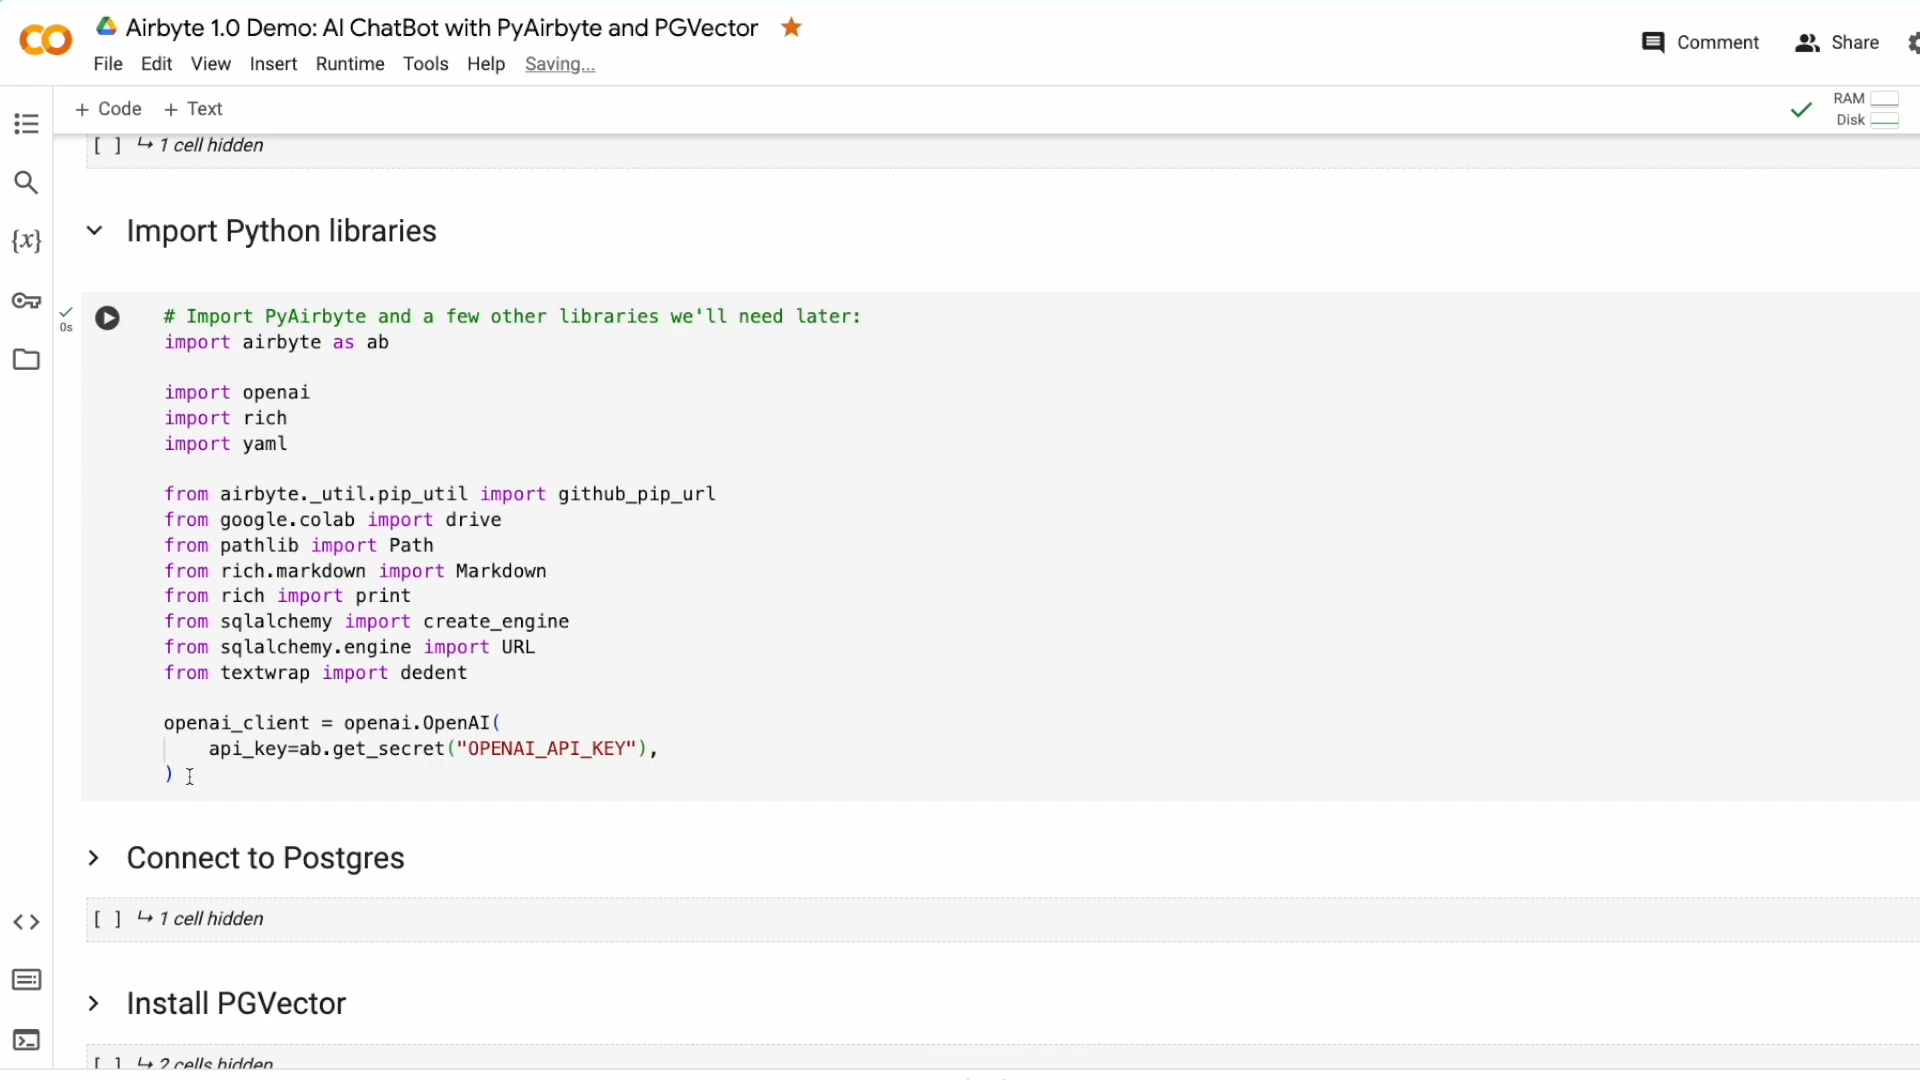 Airbyte 1.0 Demo: AI ChatBot with PyAirbyte and PGVector
Comment
Share
File Edit View Insert Runtime Tools Help Saving...
+ Code + Text
RAM
Disk
[ ] ↳ 1 cell hidden
Import Python libraries
{x}
0s
# Import PyAirbyte and a few other libraries we'll need later:
import airbyte as ab
import openai
import rich
import yaml
from airbyte._util.pip_util import github_pip_url
from google.colab import drive
from pathlib import Path
from rich.markdown import Markdown
from rich import print
from sqlalchemy import create_engine
from sqlalchemy.engine import URL
from textwrap import dedent
openai_client = openai.OpenAI(
api_key=ab.get_secret("OPENAI_API_KEY"),
)
Connect to Postgres
[ ] ↳ 1 cell hidden
Install PGVector
[ ] ↳ 2 cells hidden